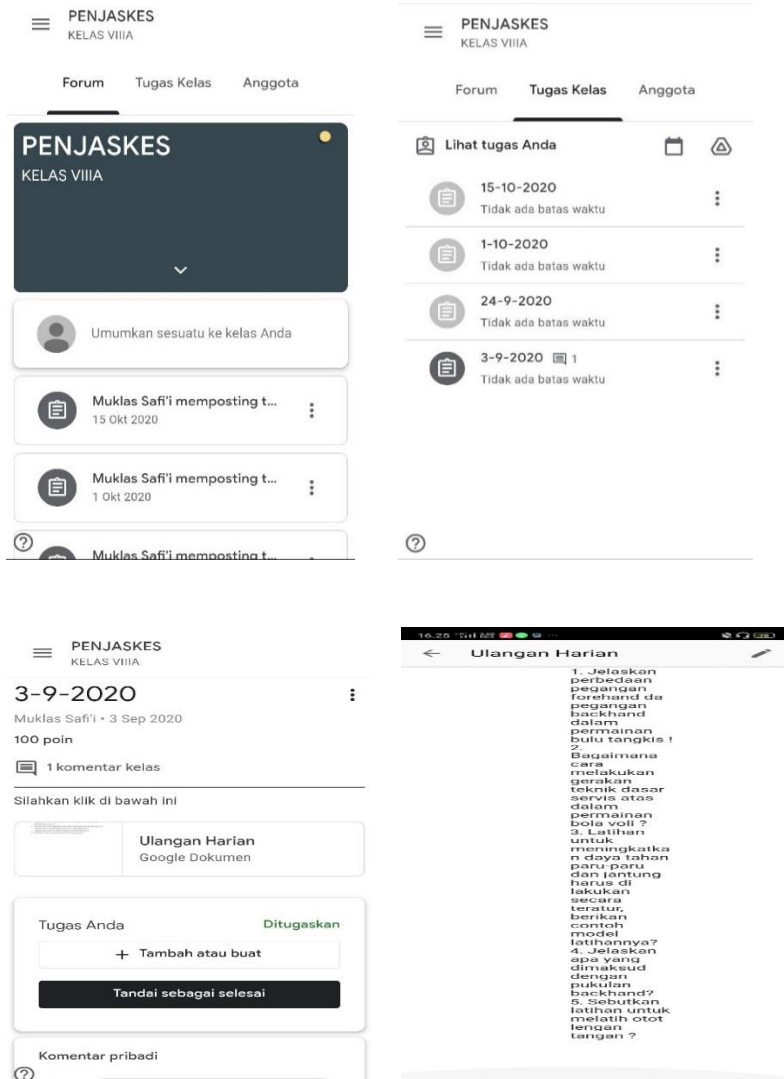 PENJASKES
KELAS VIIIA
Forum Tugas Kelas Anggota
PENJASKES
KELAS VIIIA
Umumkan sesuatu ke kelas Anda
Muklas Safi'i memposting t...
15 Okt 2020
Muklas Safi'i memposting t...
1 Okt 2020
Muklas Safi'i memposting t...
PENJASKES
KELAS VIIIA
Forum Tugas Kelas Anggota
Lihat tugas Anda
15-10-2020
Tidak ada batas waktu
1-10-2020
Tidak ada batas waktu
24-9-2020
Tidak ada batas waktu
3-9-2020 1
Tidak ada batas waktu
PENJASKES
KELAS VIIIA
3-9-2020
Muklas Safi'i • 3 Sep 2020
100 poin
1 komentar kelas
Silahkan klik di bawah ini
Ulangan Harian
Google Dokumen
Tugas Anda Ditugaskan
+ Tambah atau buat
Tandai sebagai selesai
Komentar pribadi
16.25
Ulangan Harian
1. Jelaskan
perbedaan
pegangan
forehand da
pegangan
backhand
dalam
permainan
bulu tangkis !
2.
Bagaimana
cara
melakukan
gerakan
teknik dasar
servis atas
dalam
permainan
bola voli ?
3. Latihan
untuk
meningkatka
n daya tahan
paru-paru
dan jantung
harus di
lakukan
secara
teratur,
berikan
contoh
model
latihannya?
4. Jelaskan
apa yang
dimaksud
dengan
pukulan
backhand?
5. Sebutkan
latihan untuk
melatih otot
lengan
tangan ?